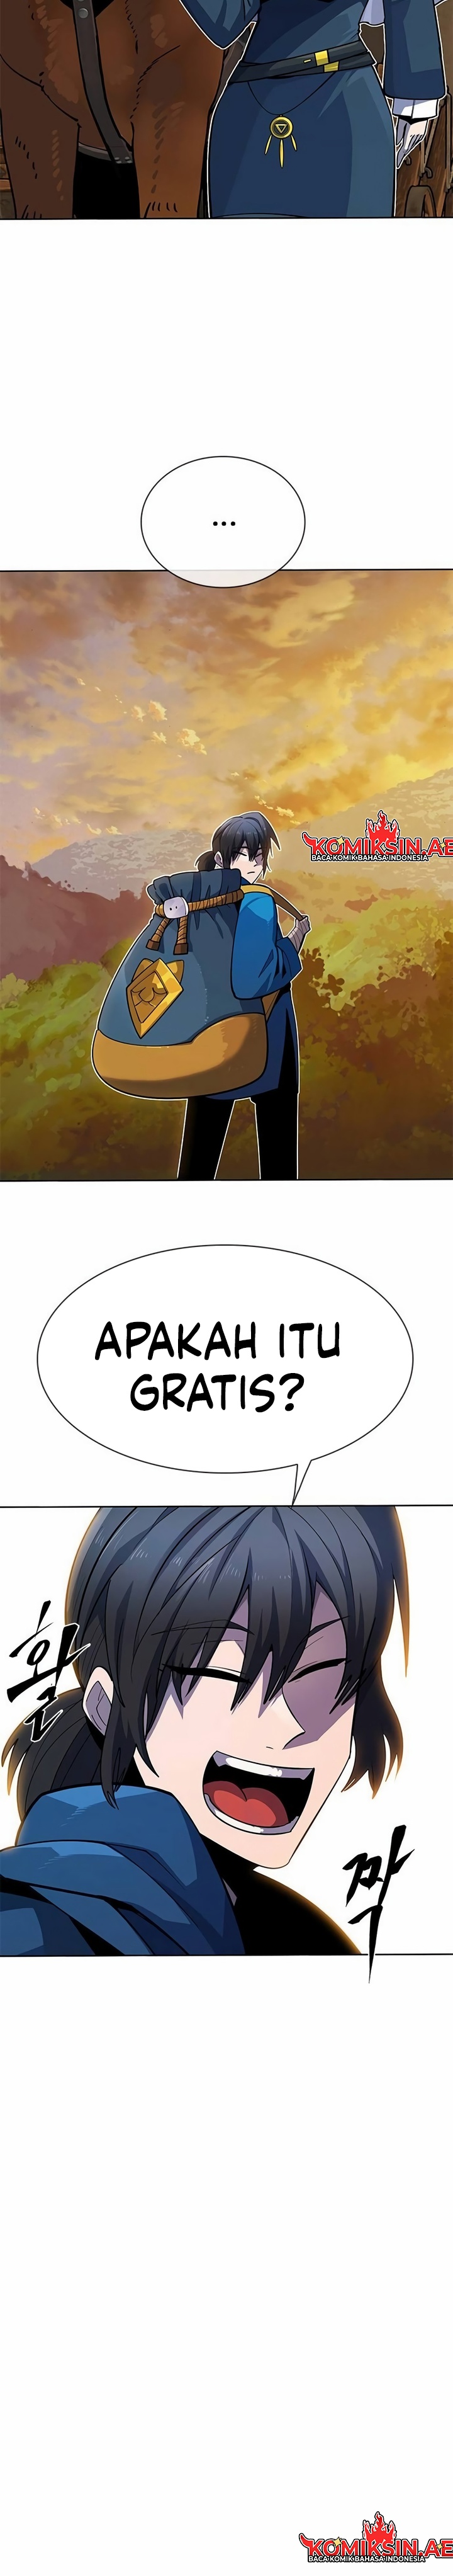 ...
KOMIKSIN.AE
BACA KOMIK BAHASA INDONESIA
APAKAH ITU
GRATIS?
활
짝
KOMIKSIN.AE
BACA KOMIK BAHASA INDONESIA